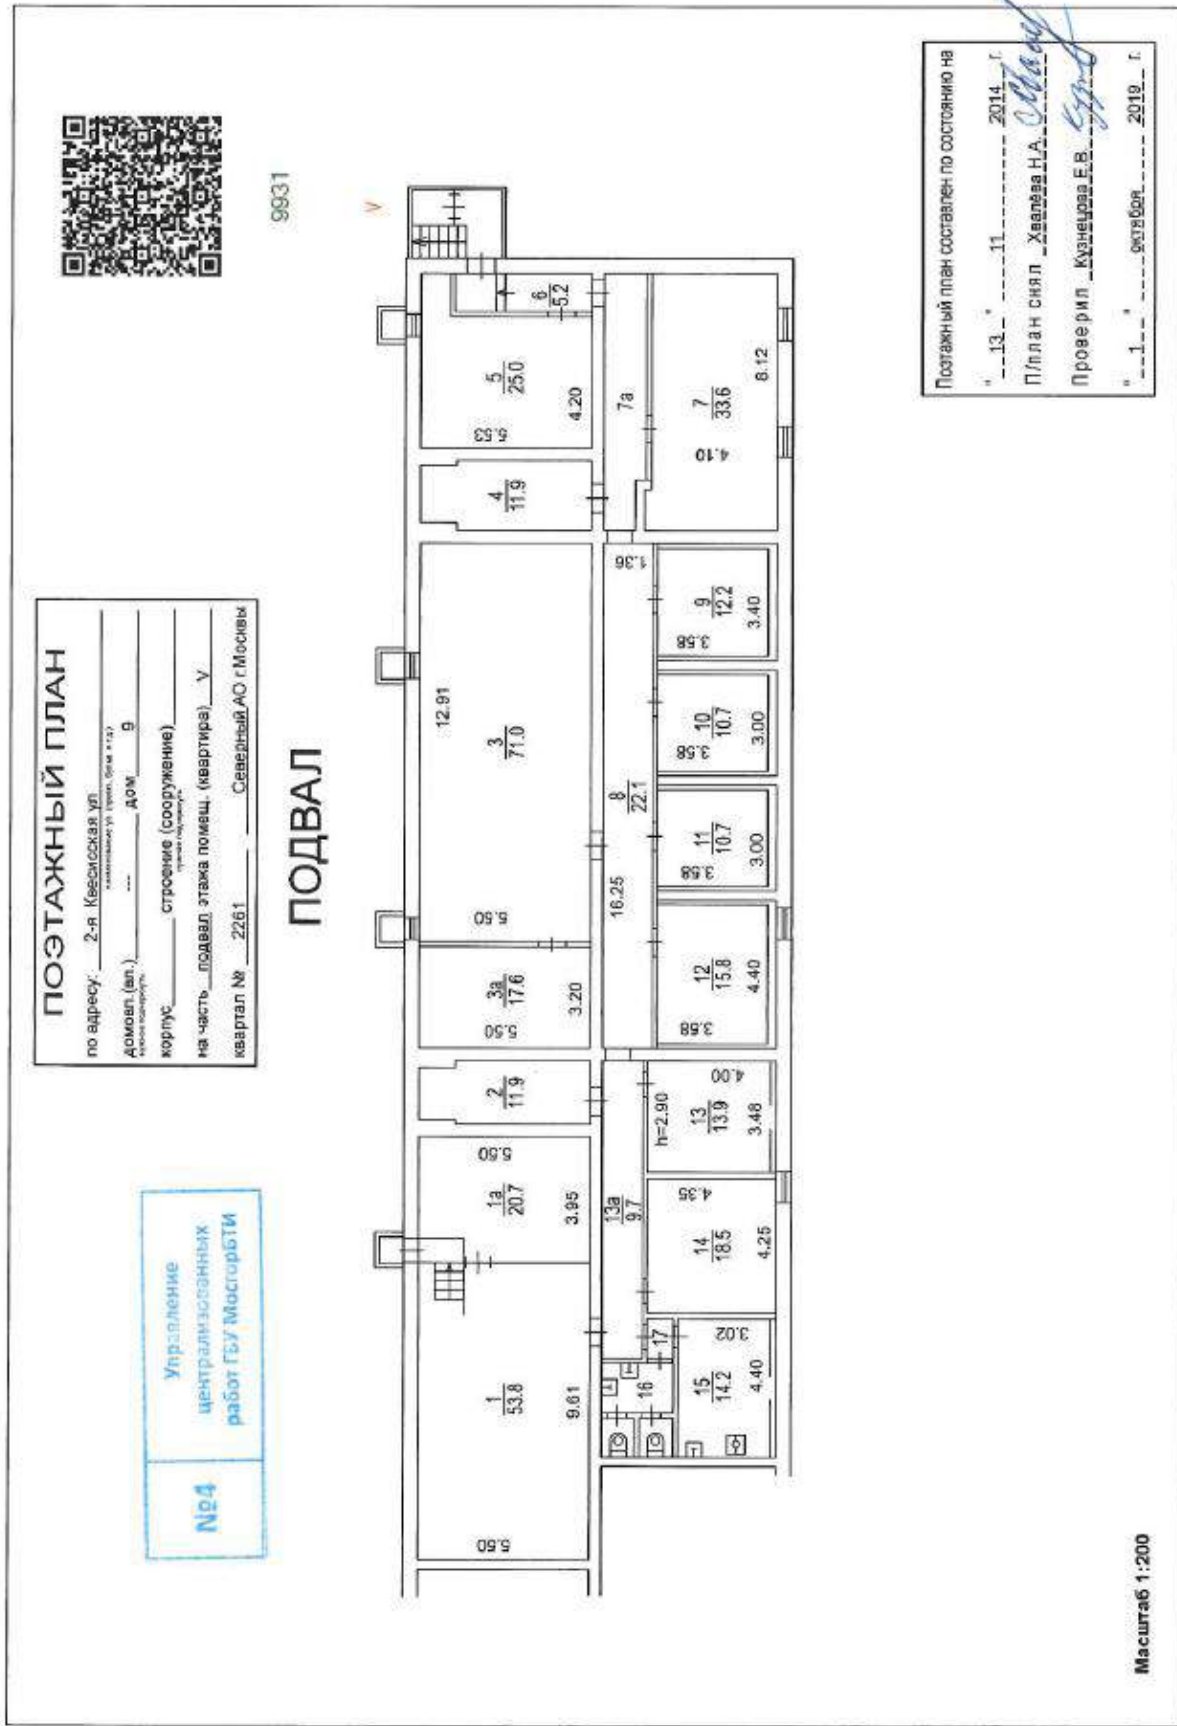 ПОЭТАЖНЫЙ ПЛАН
по адресу: 2-я Квесисская ул
домовл.(вл.) --- дом 9
корпус строение (сооружение)
на часть подвал этажа помещ. (квартира) V
квартал № 2261 Северный АО г.Москвы
№4
Управление
централизованных
работ ГБУ МосгорБТИ
9931
V
ПОДВАЛ
1
53.8
5.50
9.61
1а
20.7
5.50
3.95
2
11.9
3а
17.6
5.50
3.20
3
71.0
5.50
12.91
4
11.9
5
25.0
5.53
4.20
6
5.2
7а
7
33.6
4.10
8.12
8
22.1
16.25
1.36
9
12.2
3.58
3.40
10
10.7
3.58
3.00
11
10.7
3.58
3.00
12
15.8
3.58
4.40
13
13.9
h=2.90
4.00
3.48
13а
9.7
14
18.5
4.35
4.25
15
14.2
3.02
4.40
16
17
Поэтажный план составлен по состоянию на
" 13 " 11 2014 г.
П/план снял Хвалёва Н.А.
Проверил Кузнецова Е.В.
" 1 " октября 2019 г.
Масштаб 1:200